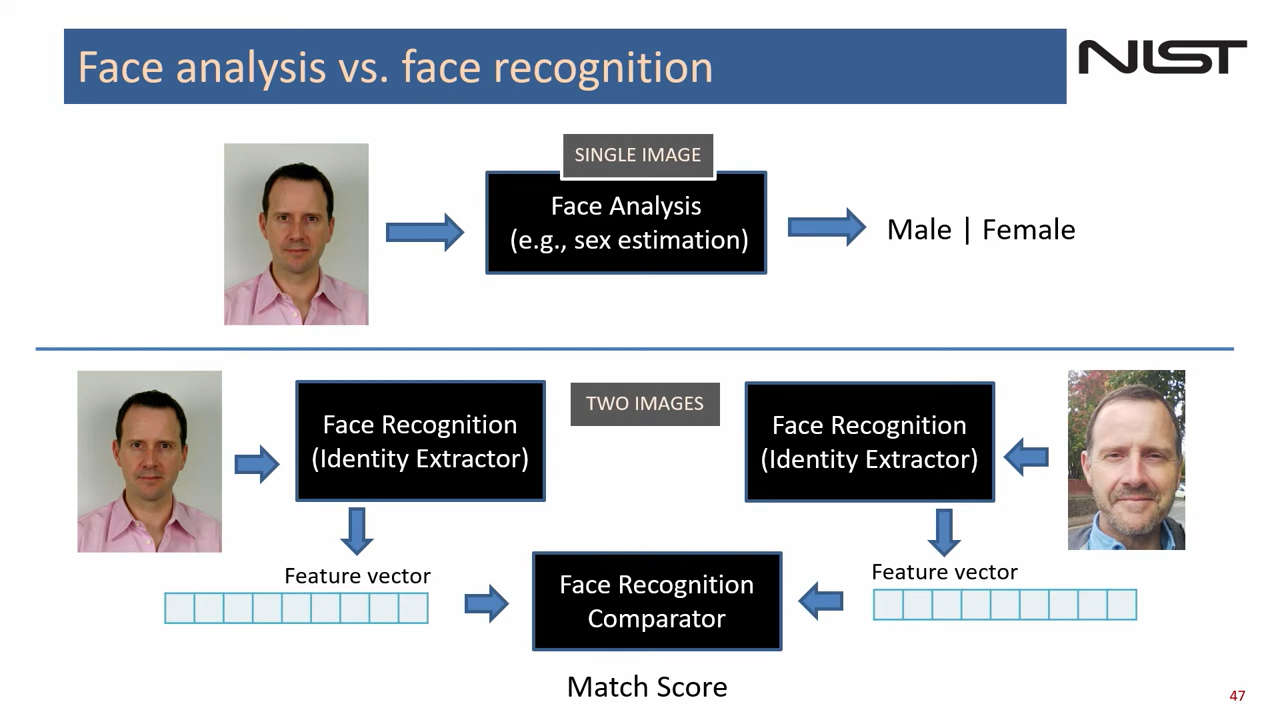 Face analysis vs. face recognition
NIST
SINGLE IMAGE
Face Analysis
(e.g., sex estimation)
Male | Female
TWO IMAGES
Face Recognition
(Identity Extractor)
Face Recognition
(Identity Extractor)
Feature vector
Feature vector
Face Recognition
Comparator
Match Score
47